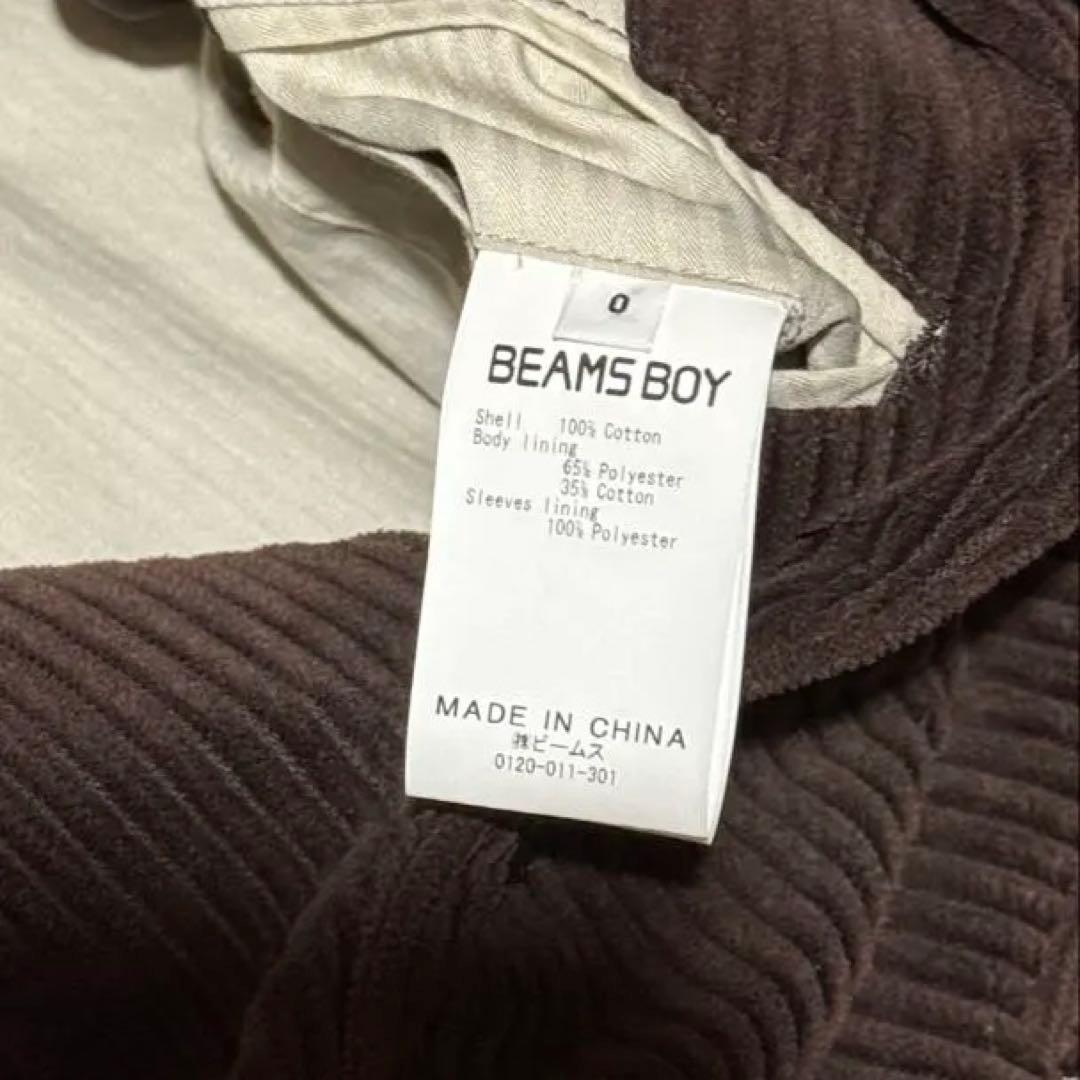 0
BEAMS BOY
Shell 100% Cotton
Body lining
65% Polyester
35% Cotton
Sleeves lining
100% Polyester
MADE IN CHINA
㈱ビームス
0120-011-301